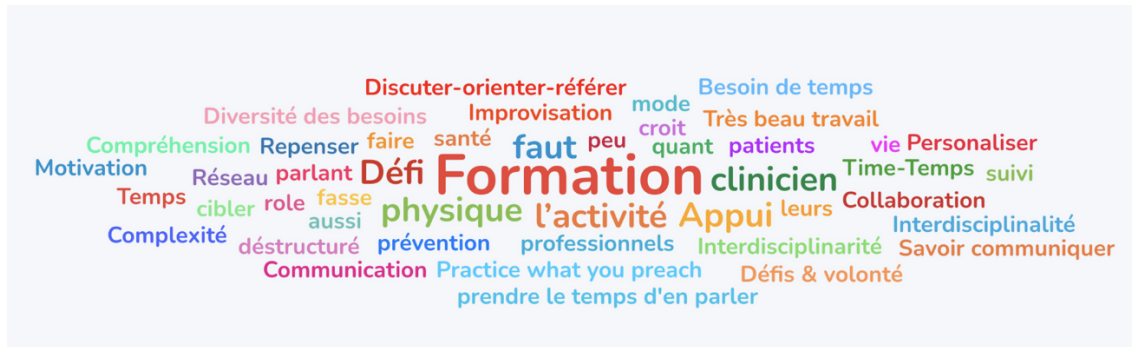 Discuter-orienter-référer Besoin de temps
Diversité des besoins Improvisation mode Très beau travail
Compréhension Repenser faire santé faut peu croit quant patients vie Personaliser
Motivation Réseau parlant Défi Formation clinicien Time-Temps suivi
Temps cibler role fasse aussi physique l'activité Appui leurs Collaboration
Complexité déstructuré prévention professionnels Interdisciplinarité Interdisciplinalité Savoir communiquer
Communication Practice what you preach Défis & volonté
prendre le temps d'en parler